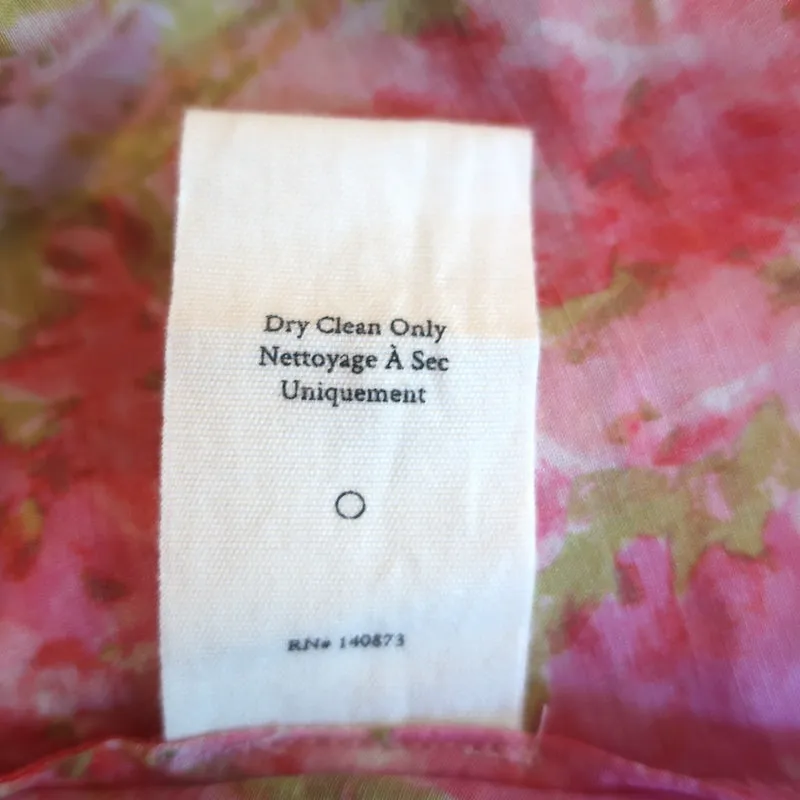 Dry Clean Only
Nettoyage À Sec
Uniquement
RN# 140873